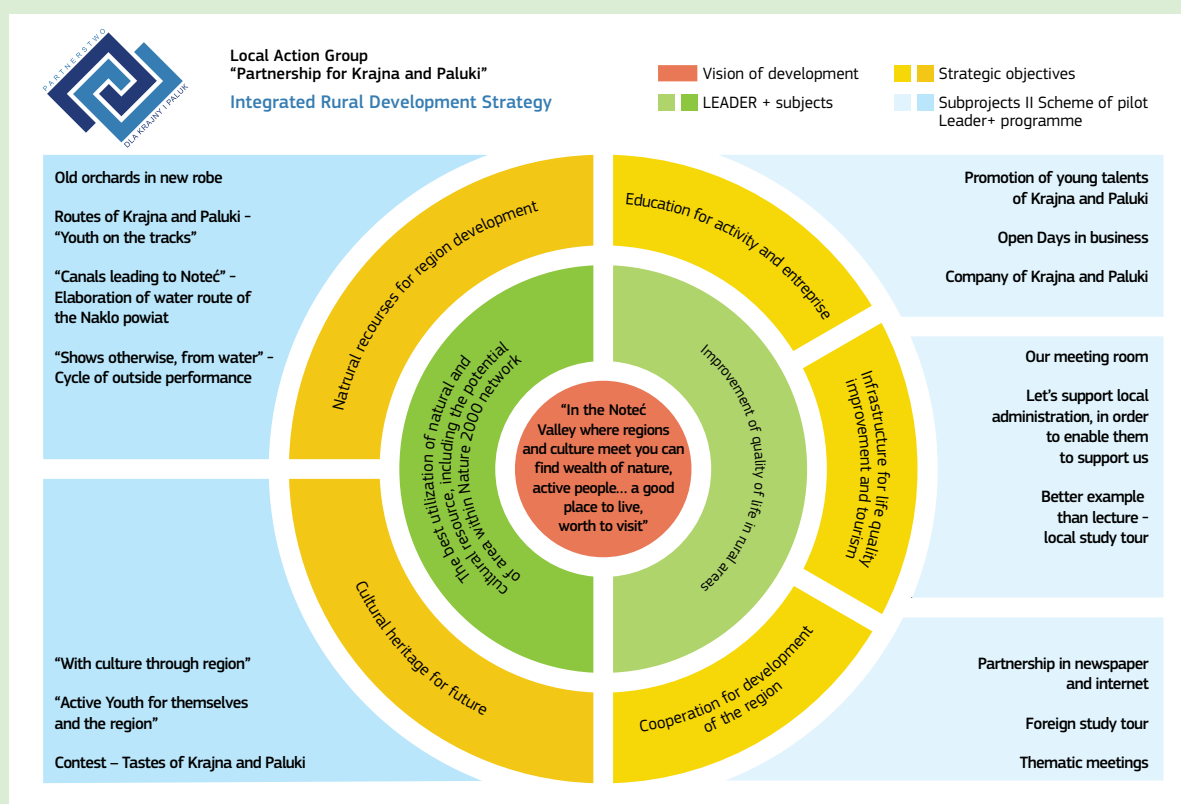 PARTNERSTWO
DLA KRAJNY I PALUK
Local Action Group
“Partnership for Krajna and Paluki”
Integrated Rural Development Strategy
Vision of development
LEADER + subjects
Strategic objectives
Subprojects II Scheme of pilot
Leader+ programme
Old orchards in new robe
Routes of Krajna and Paluki –
“Youth on the tracks”
“Canals leading to Noteć” –
Elaboration of water route of
the Naklo powiat
“Shows otherwise, from water” –
Cycle of outside performance
“With culture through region”
“Active Youth for themselves
and the region”
Contest – Tastes of Krajna and Paluki
Natrural recourses for region development
Cultural heritage for future
The best utilization of natural and
cultural resource, including the potential
of area within Nature 2000 network
“In the Noteć
Valley where regions
and culture meet you can
find wealth of nature,
active people... a good
place to live,
worth to visit”
Improvement of quality of life in rural areas
Education for activity and entreprise
Infrastructure for life quality
improvement and tourism
Cooperation for development
of the region
Promotion of young talents
of Krajna and Paluki
Open Days in business
Company of Krajna and Paluki
Our meeting room
Let’s support local
administration, in order
to enable them
to support us
Better example
than lecture –
local study tour
Partnership in newspaper
and internet
Foreign study tour
Thematic meetings